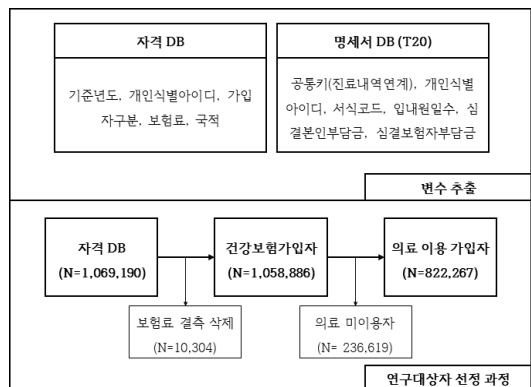 자격 DB
기준년도, 개인식별아이디, 가입
자구분, 보험료, 국적
명세서 DB (T20)
공통키(진료내역연계), 개인식별
아이디, 서식코드, 입내원일수, 심
결본인부담금, 심결보험자부담금
변수 추출
자격 DB
(N=1,069,190)
건강보험가입자
(N=1,058,886)
의료 이용 가입자
(N=822,267)
보험료 결측 삭제
(N=10,304)
의료 미이용자
(N= 236,619)
연구대상자 선정 과정